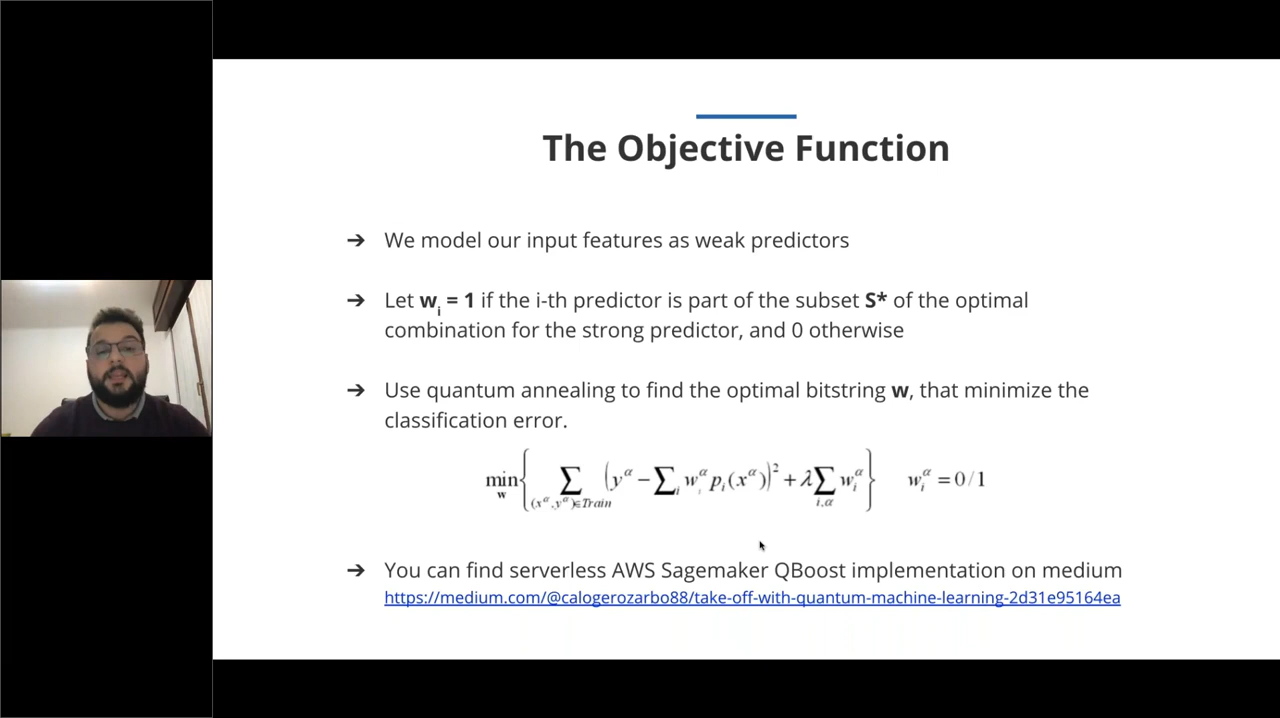 The Objective Function
➔ We model our input features as weak predictors
➔ Let wᵢ = 1 if the i-th predictor is part of the subset S* of the optimal
combination for the strong predictor, and 0 otherwise
➔ Use quantum annealing to find the optimal bitstring w, that minimize the
classification error.
min_w { ∑_{(x^α, y^α)∈Train} (y^α − ∑_i w_i^α p_i(x^α))² + λ ∑_{i,α} w_i^α } w_i^α = 0/1
➔ You can find serverless AWS Sagemaker QBoost implementation on medium
https://medium.com/@calogerozarbo88/take-off-with-quantum-machine-learning-2d31e95164ea